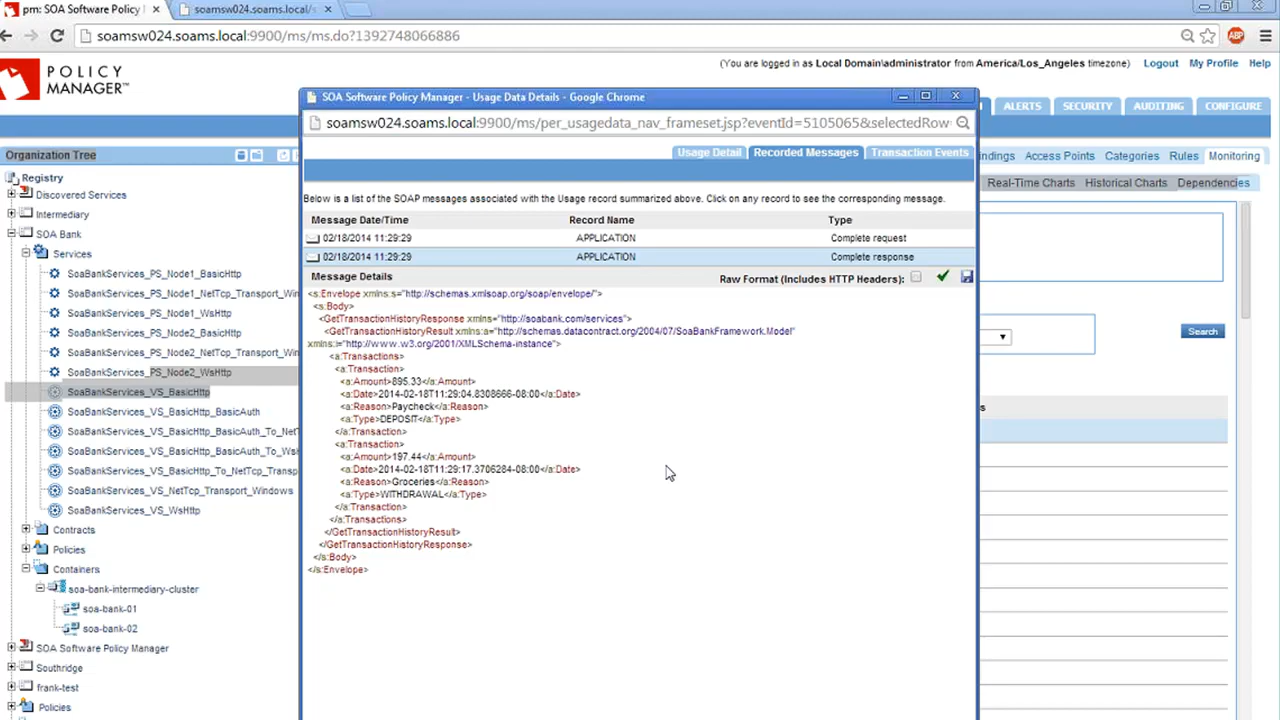 pm: SOA Software Policy
soamsw024.soams.local/s
soamsw024.soams.local:9900/ms/ms.do?1392748066886
ABP
POLICY
MANAGER™
(You are logged in as Local Domain\administrator from America/Los_Angeles timezone)
Logout
My Profile
Help
ALERTS
SECURITY
AUDITING
CONFIGURE
Organization Tree
Registry
Discovered Services
Intermediary
SOA Bank
Services
SoaBankServices_PS_Node1_BasicHttp
SoaBankServices_PS_Node1_NetTcp_Transport_Win
SoaBankServices_PS_Node1_WsHttp
SoaBankServices_PS_Node2_BasicHttp
SoaBankServices_PS_Node2_NetTcp_Transport_Win
SoaBankServices_PS_Node2_WsHttp
SoaBankServices_VS_BasicHttp
SoaBankServices_VS_BasicHttp_BasicAuth
SoaBankServices_VS_BasicHttp_BasicAuth_To_NetT
SoaBankServices_VS_BasicHttp_BasicAuth_To_WsH
SoaBankServices_VS_BasicHttp_To_NetTcp_Transp
SoaBankServices_VS_NetTcp_Transport_Windows
SoaBankServices_VS_WsHttp
Contracts
Policies
Containers
soa-bank-intermediary-cluster
soa-bank-01
soa-bank-02
SOA Software Policy Manager
Southridge
frank-test
Policies
SOA Software Policy Manager - Usage Data Details - Google Chrome
soamsw024.soams.local:9900/ms/per_usagedata_nav_frameset.jsp?eventId=5105065&selectedRow
Usage Detail
Recorded Messages
Transaction Events
Below is a list of the SOAP messages associated with the Usage record summarized above. Click on any record to see the corresponding message.
Message Date/Time Record Name Type
02/18/2014 11:29:29 APPLICATION Complete request
02/18/2014 11:29:29 APPLICATION Complete response
Message Details Raw Format (Includes HTTP Headers):
<s:Envelope xmlns:s="http://schemas.xmlsoap.org/soap/envelope/">
<s:Body>
<GetTransactionHistoryResponse xmlns="http://soabank.com/services">
<GetTransactionHistoryResult xmlns:a="http://schemas.datacontract.org/2004/07/SoaBankFramework.Model"
xmlns:i="http://www.w3.org/2001/XMLSchema-instance">
<a:Transactions>
<a:Transaction>
<a:Amount>895.33</a:Amount>
<a:Date>2014-02-18T11:29:04.8308666-08:00</a:Date>
<a:Reason>Paycheck</a:Reason>
<a:Type>DEPOSIT</a:Type>
</a:Transaction>
<a:Transaction>
<a:Amount>197.44</a:Amount>
<a:Date>2014-02-18T11:29:17.3706284-08:00</a:Date>
<a:Reason>Groceries</a:Reason>
<a:Type>WITHDRAWAL</a:Type>
</a:Transaction>
</a:Transactions>
</GetTransactionHistoryResult>
</GetTransactionHistoryResponse>
</s:Body>
</s:Envelope>
ndings
Access Points
Categories
Rules
Monitoring
Real-Time Charts
Historical Charts
Dependencies
Search
s